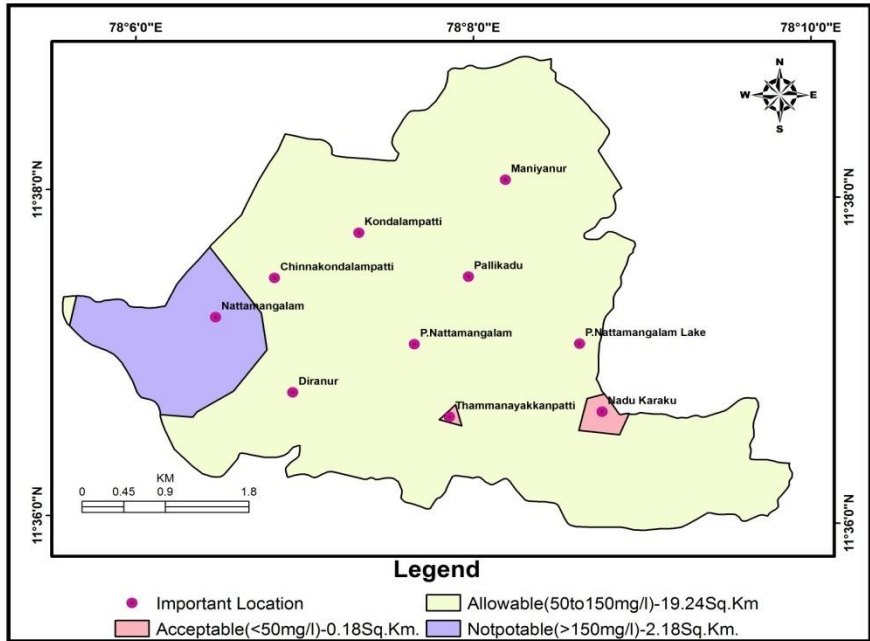 78°6'0"E
78°8'0"E
78°10'0"E
N
W
E
S
11°38'0"N
11°38'0"N
Maniyanur
Kondalampatti
Chinnakondalampatti
Pallikadu
Nattamangalam
P.Nattamangalam
P.Nattamangalam Lake
Diranur
Thammanayakkanpatti
Nadu Karaku
KM
0 0.45 0.9 1.8
11°36'0"N
11°36'0"N
Legend
Important Location
Allowable(50to150mg/l)-19.24Sq.Km
Acceptable(<50mg/l)-0.18Sq.Km.
Notpotable(>150mg/l)-2.18Sq.Km.